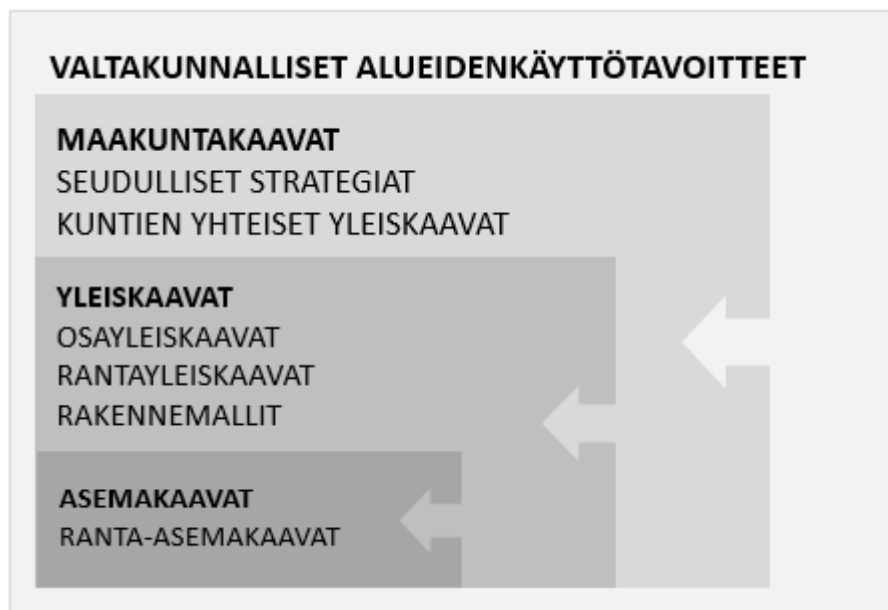 VALTAKUNNALLISET ALUEIDENKÄYTTÖTAVOITTEET
MAAKUNTAKAAVAT
SEUDULLISET STRATEGIAT
KUNTIEN YHTEISET YLEISKAAVAT
YLEISKAAVAT
OSAYLEISKAAVAT
RANTAYLEISKAAVAT
RAKENNEMALLIT
ASEMAKAAVAT
RANTA-ASEMAKAAVAT